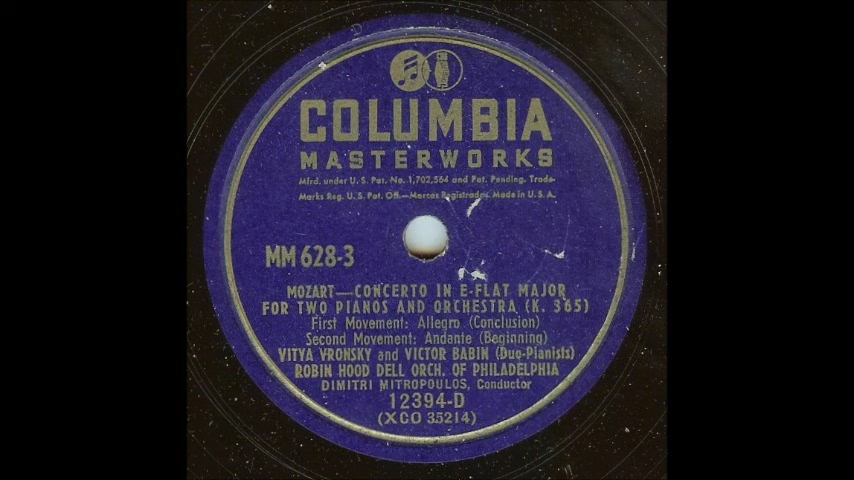 COLUMBIA
MASTERWORKS
Mfrd. under U. S. Pat. No. 1,702,564 and Pat. Pending. Trade-
Marks Reg. U. S. Pat. Off.—Marcas Registradas. Made in U. S. A.
MM 628-3
MOZART—CONCERTO IN E-FLAT MAJOR
FOR TWO PIANOS AND ORCHESTRA (K. 365)
First Movement: Allegro (Conclusion)
Second Movement: Andante (Beginning)
VITYA VRONSKY and VICTOR BABIN (Duo-Pianists)
ROBIN HOOD DELL ORCH. OF PHILADELPHIA
DIMITRI MITROPOULOS, Conductor
12394-D
(XCO 35214)